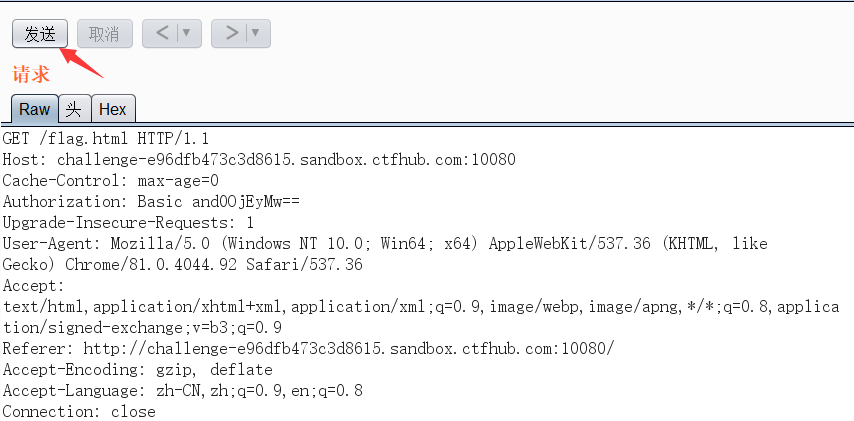 发送 取消 < ▼ > ▼
请求
Raw 头 Hex
GET /flag.html HTTP/1.1
Host: challenge-e96dfb473c3d8615.sandbox.ctfhub.com:10080
Cache-Control: max-age=0
Authorization: Basic and0OjEyMw==
Upgrade-Insecure-Requests: 1
User-Agent: Mozilla/5.0 (Windows NT 10.0; Win64; x64) AppleWebKit/537.36 (KHTML, like
Gecko) Chrome/81.0.4044.92 Safari/537.36
Accept:
text/html,application/xhtml+xml,application/xml;q=0.9,image/webp,image/apng,*/*;q=0.8,applica
tion/signed-exchange;v=b3;q=0.9
Referer: http://challenge-e96dfb473c3d8615.sandbox.ctfhub.com:10080/
Accept-Encoding: gzip, deflate
Accept-Language: zh-CN,zh;q=0.9,en;q=0.8
Connection: close